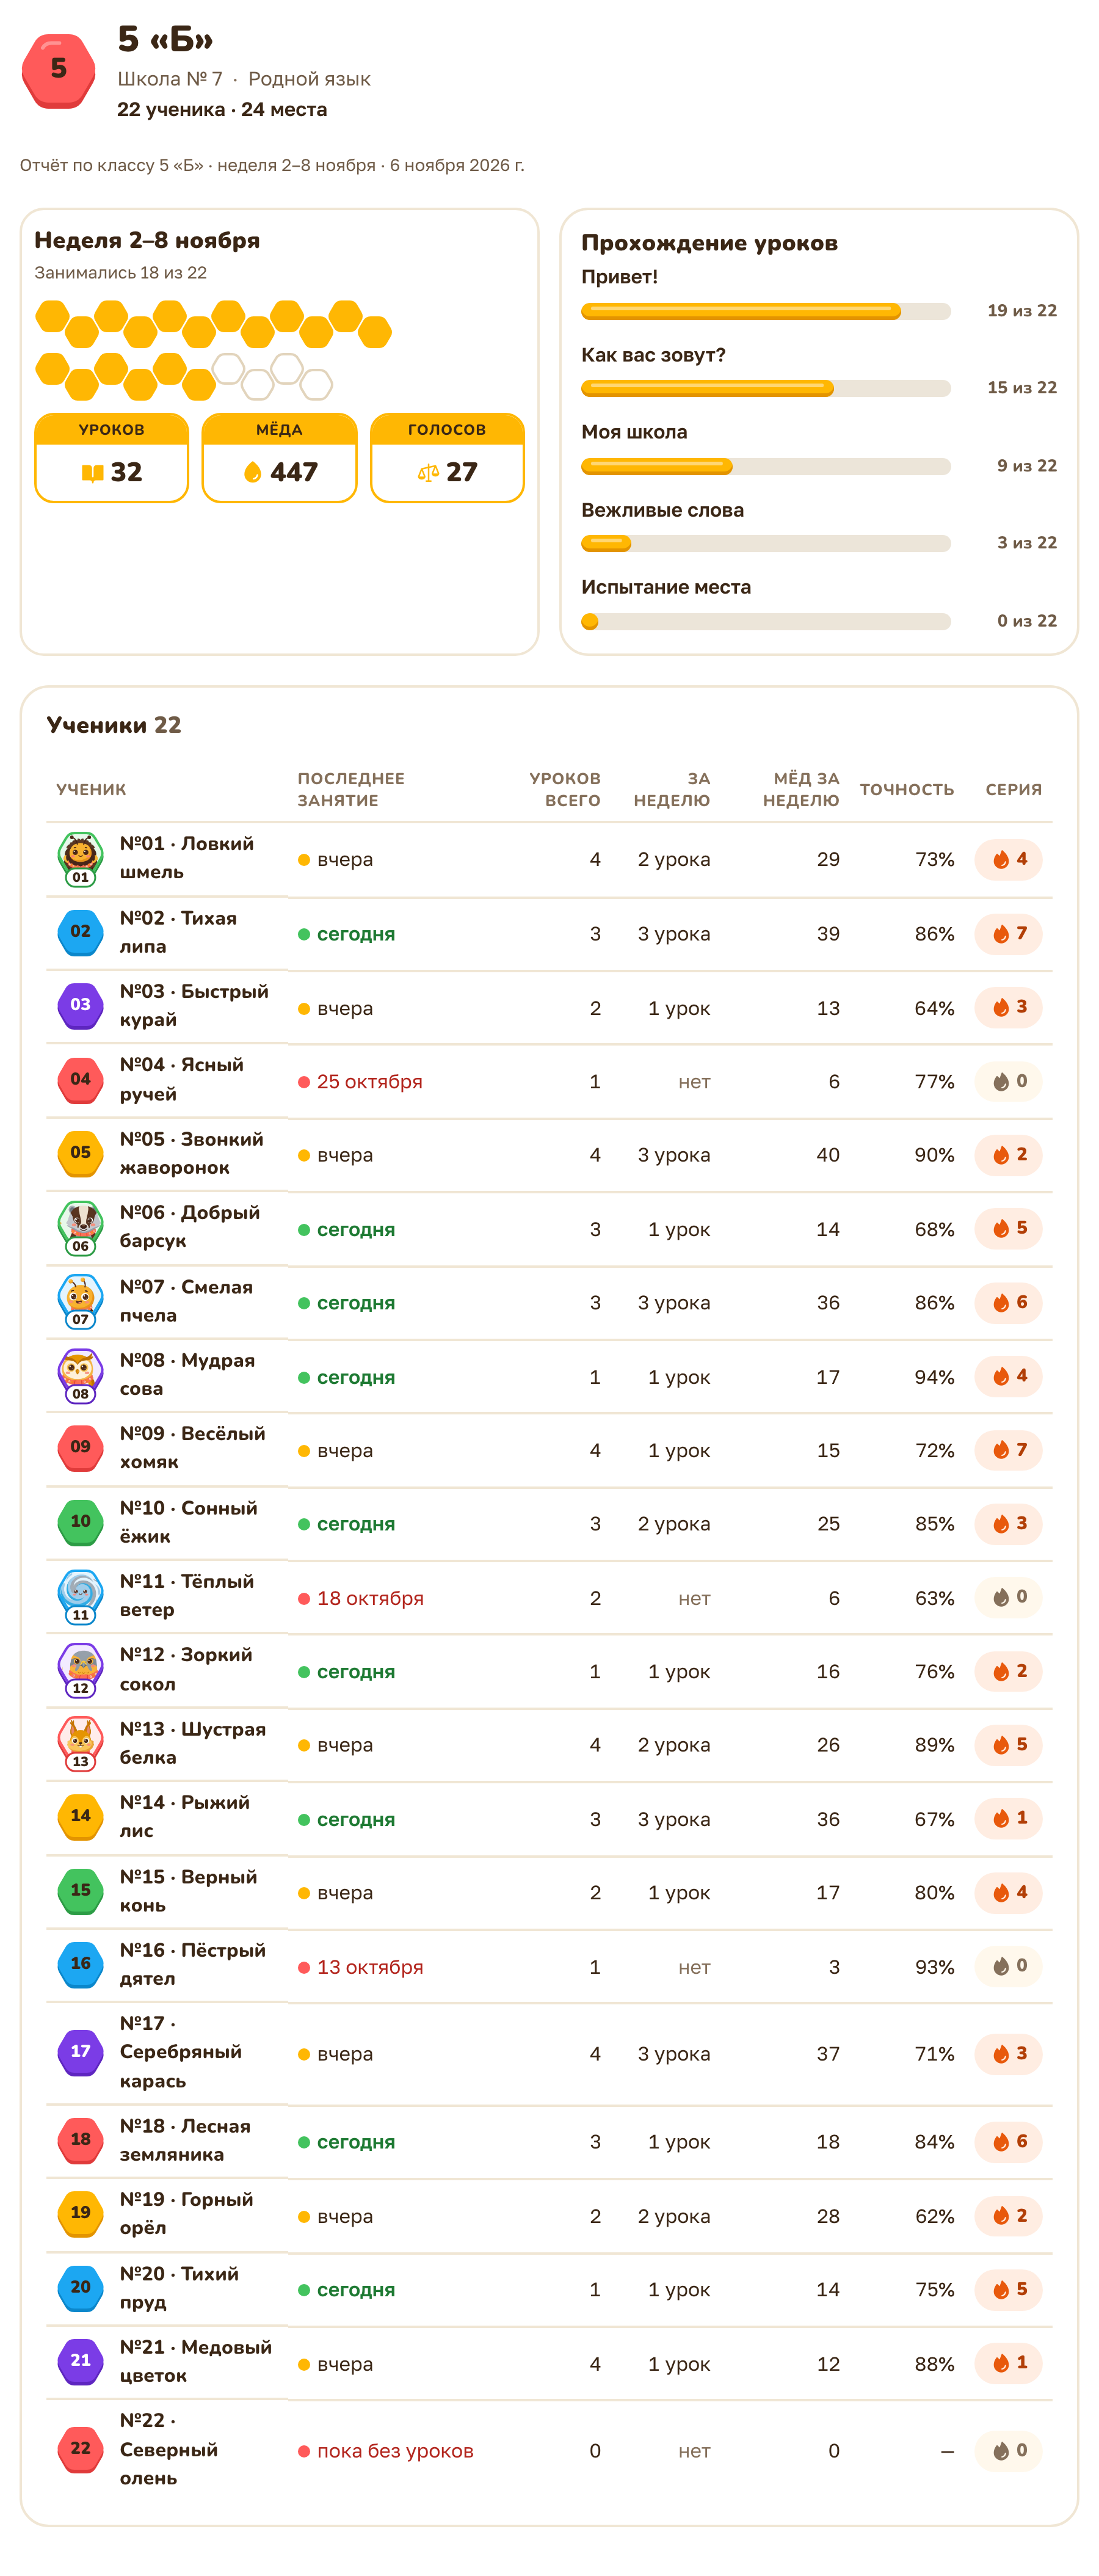 5
5 «Б»
Школа № 7 · Родной язык
22 ученика · 24 места
Отчёт по классу 5 «Б» · неделя 2–8 ноября · 6 ноября 2026 г.
Неделя 2–8 ноября
Занимались 18 из 22
УРОКОВ
32
МЁДА
447
ГОЛОСОВ
27
Прохождение уроков
Привет!
19 из 22
Как вас зовут?
15 из 22
Моя школа
9 из 22
Вежливые слова
3 из 22
Испытание места
0 из 22
Ученики 22
УЧЕНИК
ПОСЛЕДНЕЕ
ЗАНЯТИЕ
УРОКОВ
ВСЕГО
ЗА
НЕДЕЛЮ
МЁД ЗА
НЕДЕЛЮ
ТОЧНОСТЬ
СЕРИЯ
01
№01 · Ловкий
шмель
вчера 4 2 урока 29 73% 4
02
№02 · Тихая
липа
сегодня 3 3 урока 39 86% 7
03
№03 · Быстрый
курай
вчера 2 1 урок 13 64% 3
04
№04 · Ясный
ручей
25 октября 1 нет 6 77% 0
05
№05 · Звонкий
жаворонок
вчера 4 3 урока 40 90% 2
06
№06 · Добрый
барсук
сегодня 3 1 урок 14 68% 5
07
№07 · Смелая
пчела
сегодня 3 3 урока 36 86% 6
08
№08 · Мудрая
сова
сегодня 1 1 урок 17 94% 4
09
№09 · Весёлый
хомяк
вчера 4 1 урок 15 72% 7
10
№10 · Сонный
ёжик
сегодня 3 2 урока 25 85% 3
11
№11 · Тёплый
ветер
18 октября 2 нет 6 63% 0
12
№12 · Зоркий
сокол
сегодня 1 1 урок 16 76% 2
13
№13 · Шустрая
белка
вчера 4 2 урока 26 89% 5
14
№14 · Рыжий
лис
сегодня 3 3 урока 36 67% 1
15
№15 · Верный
конь
вчера 2 1 урок 17 80% 4
16
№16 · Пёстрый
дятел
13 октября 1 нет 3 93% 0
17
№17 ·
Серебряный
карась
вчера 4 3 урока 37 71% 3
18
№18 · Лесная
земляника
сегодня 3 1 урок 18 84% 6
19
№19 · Горный
орёл
вчера 2 2 урока 28 62% 2
20
№20 · Тихий
пруд
сегодня 1 1 урок 14 75% 5
21
№21 · Медовый
цветок
вчера 4 1 урок 12 88% 1
22
№22 ·
Северный
олень
пока без уроков 0 нет 0 — 0